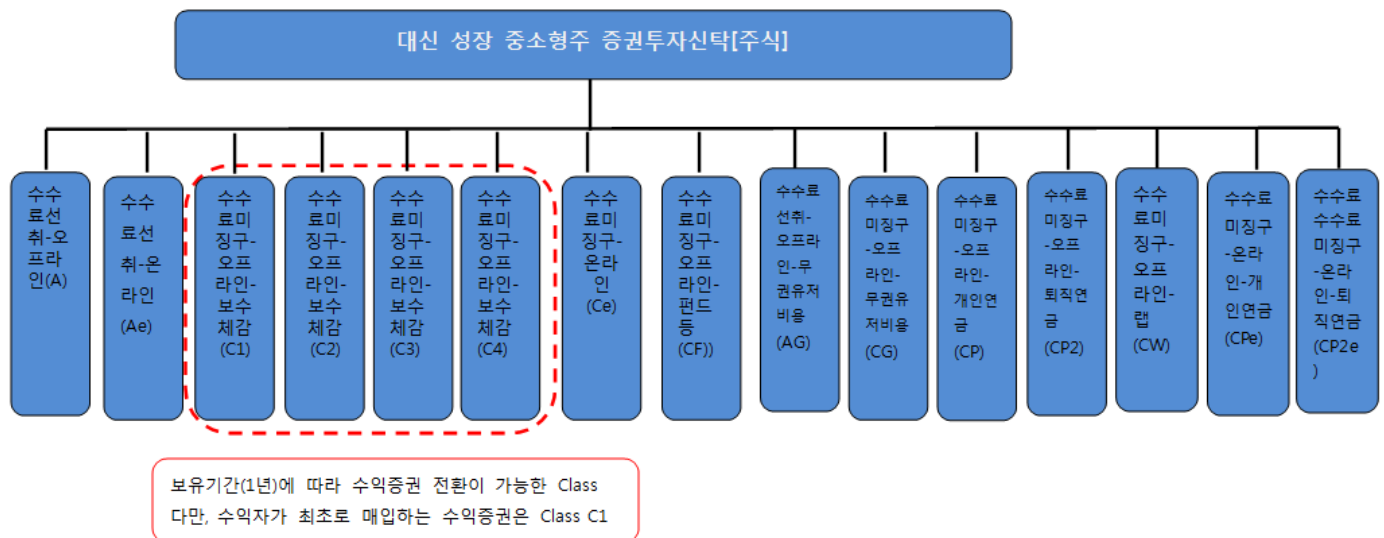 대신 성장 중소형주 증권투자신탁[주식]
수수
료선
취-오
프라
인(A)
수수
료선
취-온
라인
(Ae)
수수
료미
징구-
오프
라인-
보수
체감
(C1)
수수
료미
징구-
오프
라인-
보수
체감
(C2)
수수
료미
징구-
오프
라인-
보수
체감
(C3)
수수
료미
징구-
오프
라인-
보수
체감
(C4)
수수
료미
징구-
온라
인
(Ce)
수수
료미
징구-
오프
라인-
펀드
등
(CF))
수수료
선취-
오프라
인-무
권유저
비용
(AG)
수수료
미징구
-오프
라인-
무권유
저비용
(CG)
수수료
미징구
-오프
라인-
개인연
금
(CP)
수수료
미징구
-오프
라인-
퇴직연
금
(CP2)
수수
료미
징구-
오프
라인-
랩
(CW)
수수료
미징구
-온라
인-개
인연금
(CPe)
수수료
수수료
미징구
-온라
인-퇴
직연금
(CP2e
)
보유기간(1년)에 따라 수익증권 전환이 가능한 Class
다만, 수익자가 최초로 매입하는 수익증권은 Class C1